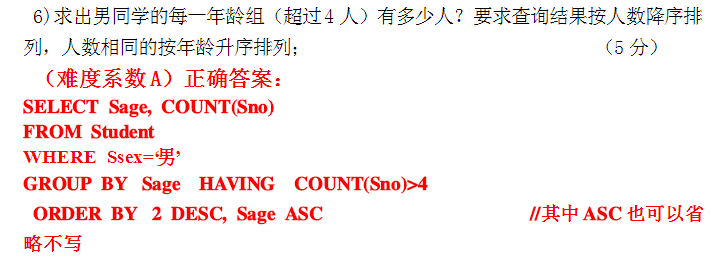 6)求出男同学的每一年龄组（超过4人）有多少人？要求查询结果按人数降序排
列，人数相同的按年龄升序排列； （5分）
（难度系数A）正确答案：
SELECT Sage, COUNT(Sno)
FROM Student
WHERE Ssex=‘男’
GROUP BY Sage HAVING COUNT(Sno)>4
ORDER BY 2 DESC, Sage ASC //其中ASC也可以省
略不写